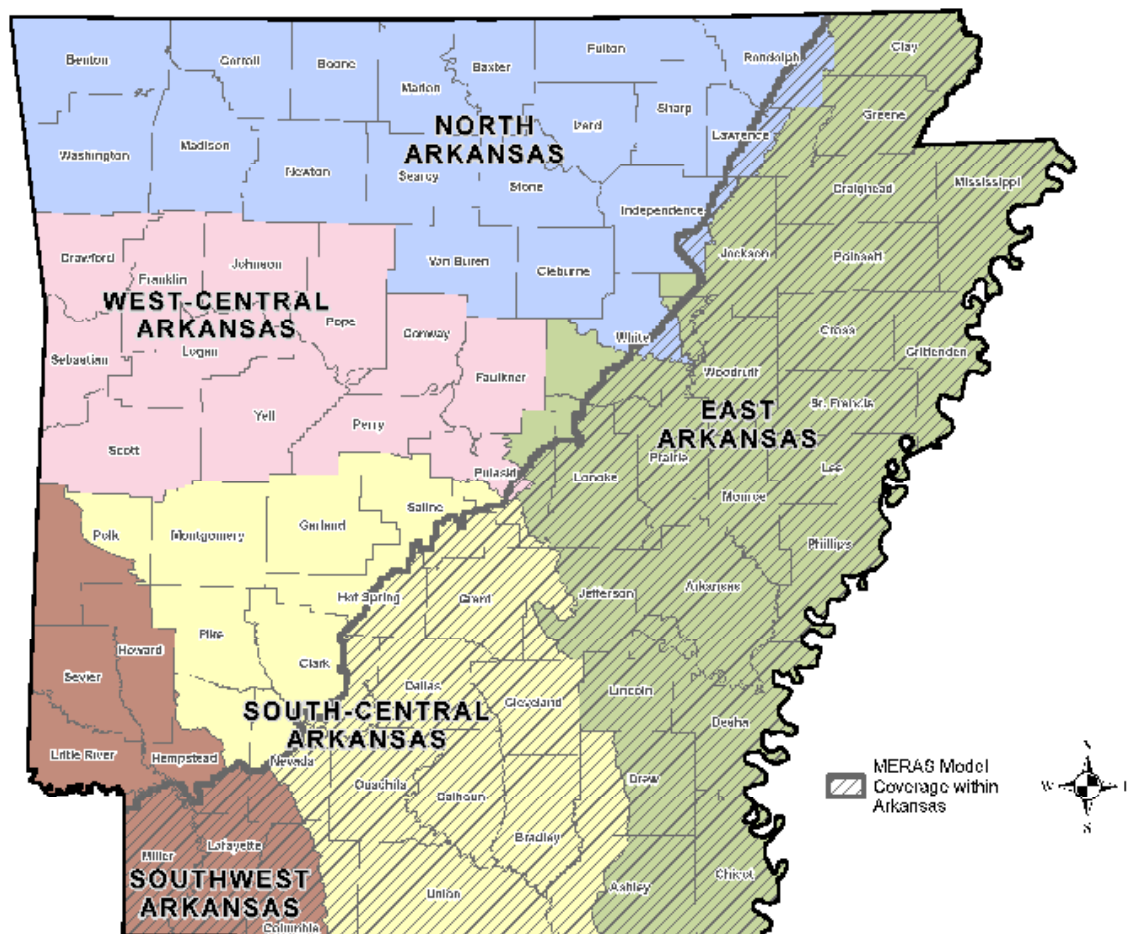 Benton
Carroll
Boone
Baxter
Fulton
Randolph
Clay
Marion
Sharp
Greene
Izard
Lawrence
NORTH
ARKANSAS
Washington
Madison
Newton
Searcy
Stone
Craighead
Mississippi
Independence
Jackson
Poinsett
Crawford
Franklin
Johnson
Van Buren
Cleburne
WEST-CENTRAL
ARKANSAS
Pope
Conway
White
Cross
Crittenden
Sebastian
Logan
Faulkner
Woodruff
EAST
ARKANSAS
St. Francis
Yell
Perry
Scott
Pulaski
Lonoke
Prairie
Lee
Monroe
Saline
Garland
Polk
Montgomery
Phillips
Hot Spring
Grant
Jefferson
Arkansas
Pike
Howard
Clark
Sevier
Dallas
Cleveland
Lincoln
SOUTH-CENTRAL
ARKANSAS
Desha
Little River
Hempstead
Nevada
Ouachita
Calhoun
Drew
MERAS Model
Coverage within
Arkansas
N
W
S
Bradley
Miller
Lafayette
SOUTHWEST
ARKANSAS
Union
Ashley
Chicot
Columbia